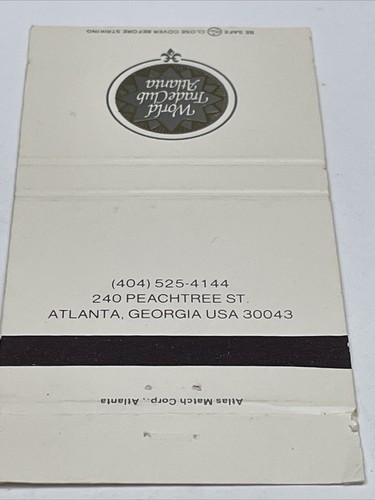 BE SAFE CLOSE COVER BEFORE STRIKING
World
Trade Club
Atlanta
(404) 525-4144
240 PEACHTREE ST.
ATLANTA, GEORGIA USA 30043
Atlas Match Corp., Atlanta